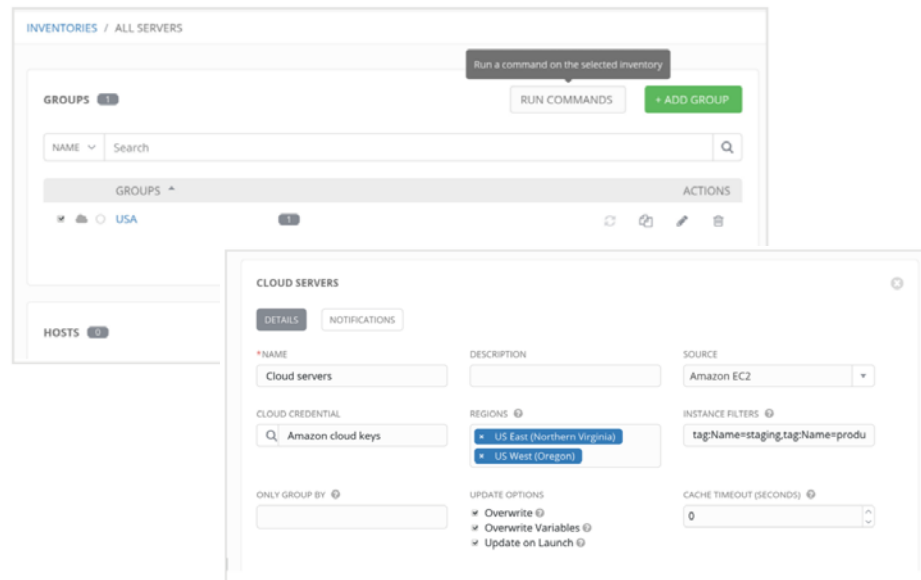 INVENTORIES / ALL SERVERS
Run a command on the selected inventory
GROUPS 1
RUN COMMANDS
+ ADD GROUP
NAME
Search
GROUPS
ACTIONS
USA
1
HOSTS 0
CLOUD SERVERS
DETAILS
NOTIFICATIONS
*NAME
DESCRIPTION
SOURCE
Cloud servers
Amazon EC2
CLOUD CREDENTIAL
REGIONS
INSTANCE FILTERS
Amazon cloud keys
× US East (Northern Virginia)
× US West (Oregon)
tag:Name=staging,tag:Name=produ
ONLY GROUP BY
UPDATE OPTIONS
CACHE TIMEOUT (SECONDS)
Overwrite
Overwrite Variables
Update on Launch
0